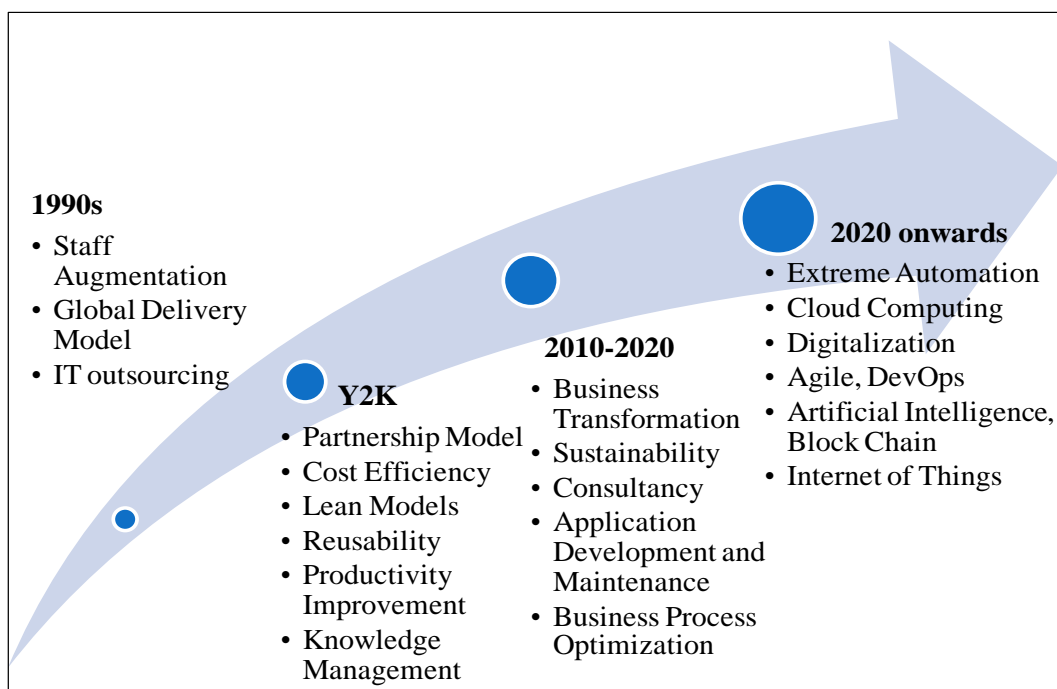 1990s
• Staff
Augmentation
• Global Delivery
Model
• IT outsourcing
Y2K
• Partnership Model
• Cost Efficiency
• Lean Models
• Reusability
• Productivity
Improvement
• Knowledge
Management
2010-2020
• Business
Transformation
• Sustainability
• Consultancy
• Application
Development and
Maintenance
• Business Process
Optimization
2020 onwards
• Extreme Automation
• Cloud Computing
• Digitalization
• Agile, DevOps
• Artificial Intelligence,
Block Chain
• Internet of Things